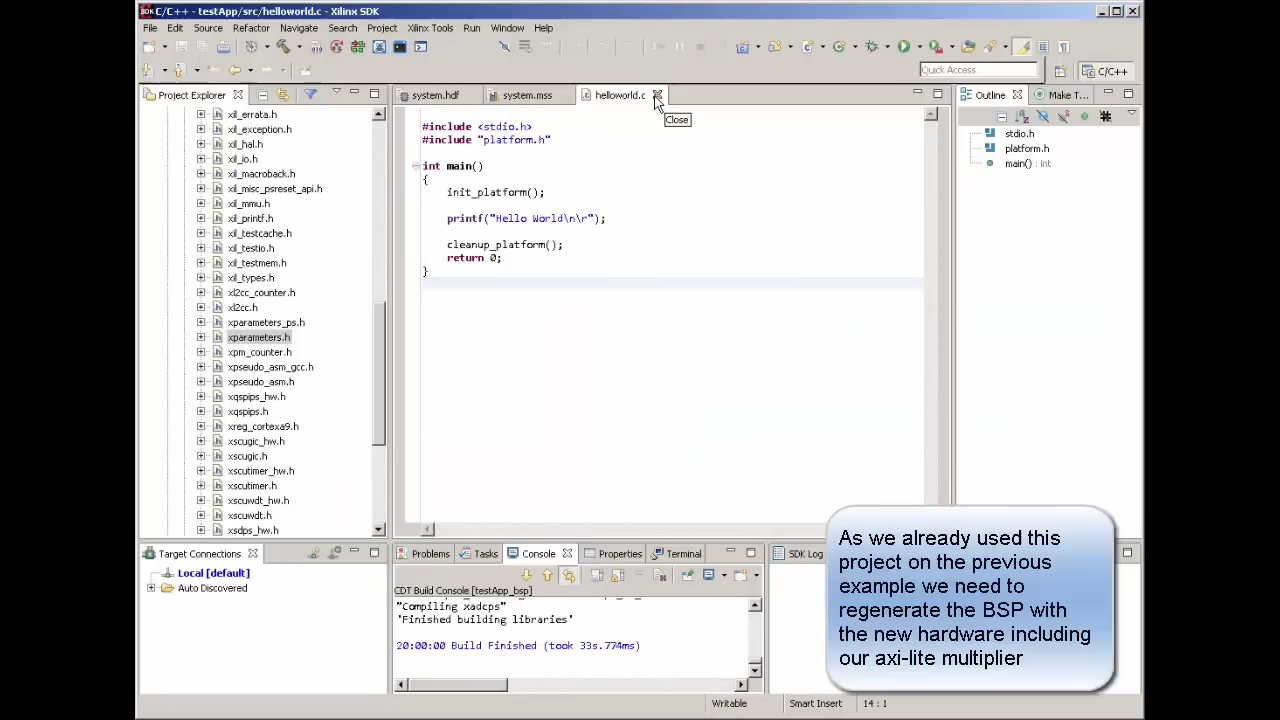 C/C++ - testApp/src/helloworld.c - Xilinx SDK
File Edit Source Refactor Navigate Search Project Xilinx Tools Run Window Help
Quick Access
C/C++
Project Explorer
xil_errata.h
xil_exception.h
xil_hal.h
xil_io.h
xil_macroback.h
xil_misc_psreset_api.h
xil_mmu.h
xil_printf.h
xil_testcache.h
xil_testio.h
xil_testmem.h
xil_types.h
xl2cc_counter.h
xl2cc.h
xparameters_ps.h
xparameters.h
xpm_counter.h
xpseudo_asm_gcc.h
xpseudo_asm.h
xqspips_hw.h
xqspips.h
xreg_cortexa9.h
xscugic_hw.h
xscugic.h
xscutimer_hw.h
xscutimer.h
xscuwdt_hw.h
xscuwdt.h
xsdps_hw.h
system.hdf
system.mss
helloworld.c
Close
#include <stdio.h>
#include "platform.h"
int main()
{
init_platform();
printf("Hello World\n\r");
cleanup_platform();
return 0;
}
Outline
Make T...
stdio.h
platform.h
main() : int
Target Connections
Local [default]
Auto Discovered
Problems
Tasks
Console
Properties
Terminal
CDT Build Console [testApp_bsp]
"Compiling xadcps"
'Finished building libraries'
20:00:00 Build Finished (took 33s.774ms)
SDK Log
As we already used this
project on the previous
example we need to
regenerate the BSP with
the new hardware including
our axi-lite multiplier
Writable
Smart Insert
14 : 1